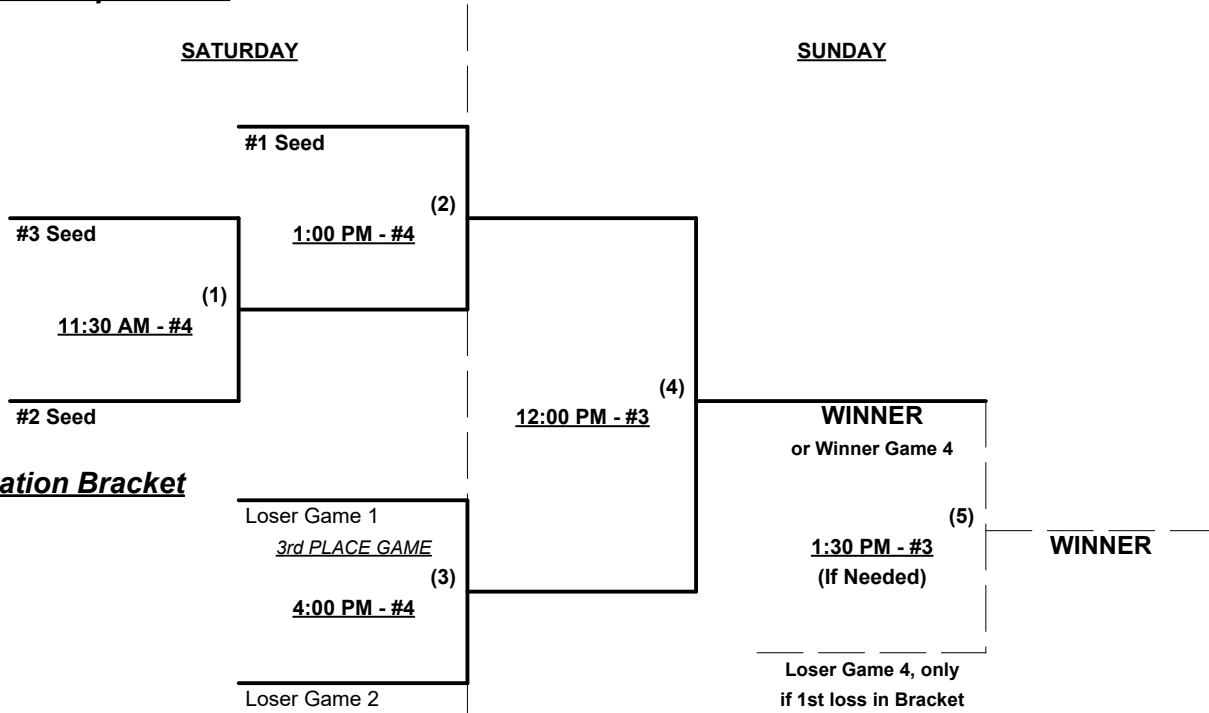 SATURDAY
SUNDAY
#1 Seed
(2)
1:00 PM - #4
#3 Seed
(1)
11:30 AM - #4
#2 Seed
(4)
12:00 PM - #3
WINNER
or Winner Game 4
ation Bracket
Loser Game 1
3rd PLACE GAME
(3)
4:00 PM - #4
Loser Game 2
(5)
1:30 PM - #3
(If Needed)
WINNER
Loser Game 4, only
if 1st loss in Bracket